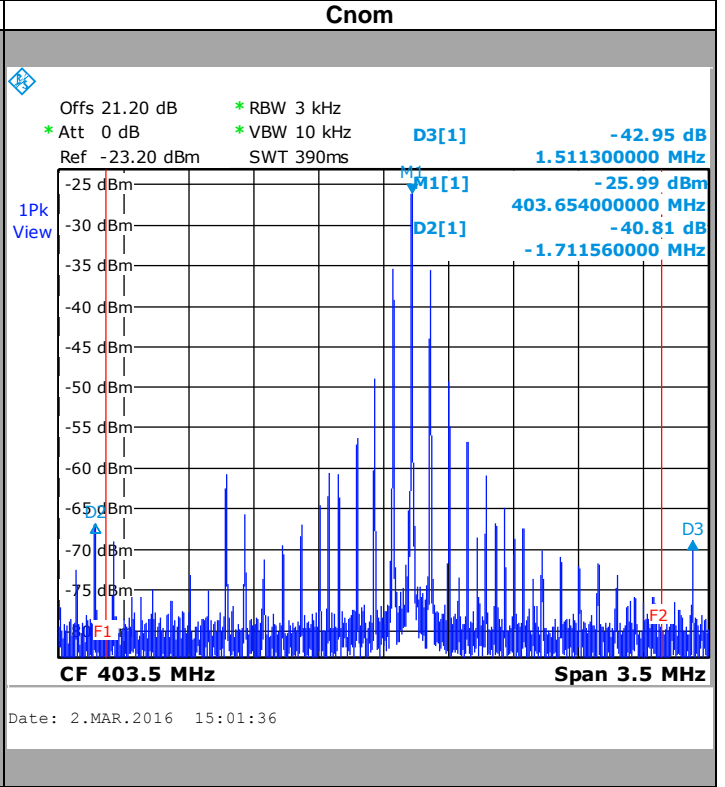 Cnom
Offs 21.20 dB * RBW 3 kHz
* Att 0 dB * VBW 10 kHz D3[1] -42.95 dB
Ref -23.20 dBm SWT 390ms 1.511300000 MHz
M1
-25 dBm M1[1] -25.99 dBm
1Pk 403.654000000 MHz
View -30 dBm D2[1] -40.81 dB
-1.711560000 MHz
-35 dBm
-40 dBm
-45 dBm
-50 dBm
-55 dBm
-60 dBm
-65 dBm
D2 D3
-70 dBm
-75 dBm
F2
-80 F1
CF 403.5 MHz Span 3.5 MHz
Date: 2.MAR.2016 15:01:36